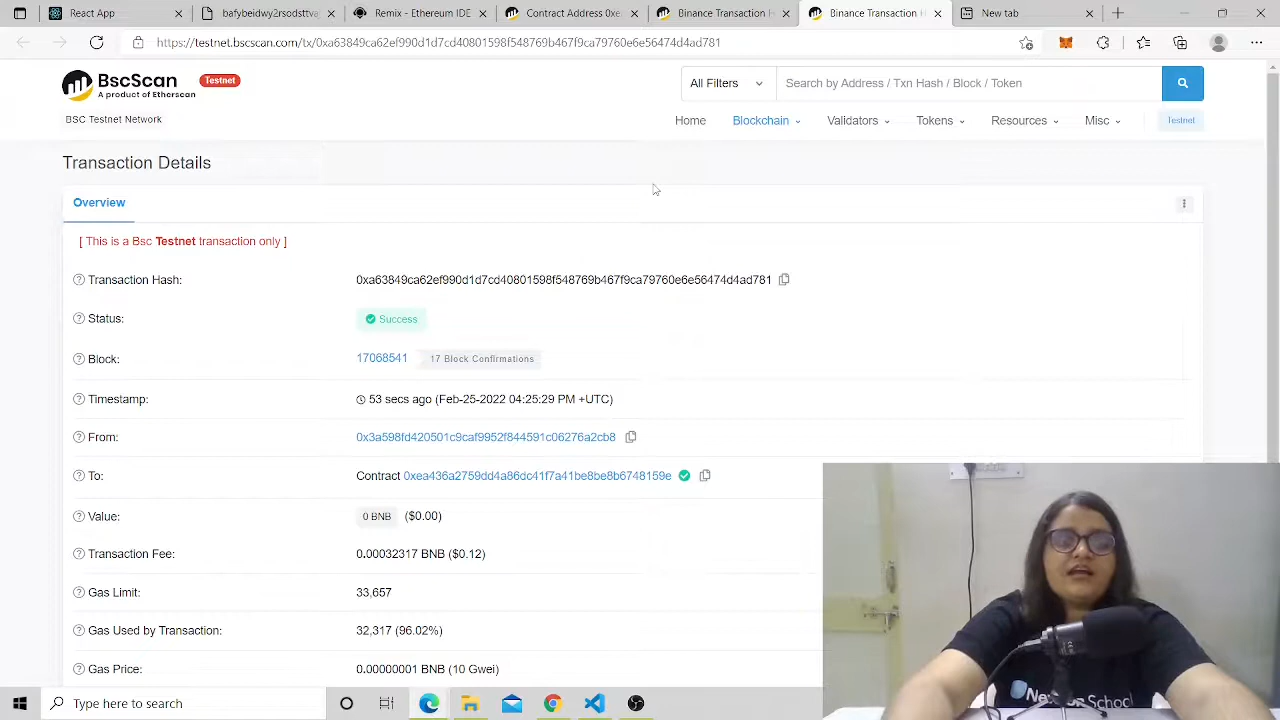 React App
bafybeidwy2rsodsttv
Remix - Ethereum IDE
Contract Address 0xe
Binance Transaction H
Binance Transaction H
New tab
https://testnet.bscscan.com/tx/0xa63849ca62ef990d1d7cd40801598f548769b467f9ca79760e6e56474d4ad781
BscScan
Testnet
A product of Etherscan
All Filters
Search by Address / Txn Hash / Block / Token
BSC Testnet Network
Home
Blockchain
Validators
Tokens
Resources
Misc
Testnet
Transaction Details
Overview
[ This is a Bsc Testnet transaction only ]
Transaction Hash:
0xa63849ca62ef990d1d7cd40801598f548769b467f9ca79760e6e56474d4ad781
Status:
Success
Block:
17068541
17 Block Confirmations
Timestamp:
53 secs ago (Feb-25-2022 04:25:29 PM +UTC)
From:
0x3a598fd420501c9caf9952f844591c06276a2cb8
To:
Contract 0xea436a2759dd4a86dc41f7a41be8be8b6748159e
Value:
0 BNB ($0.00)
Transaction Fee:
0.00032317 BNB ($0.12)
Gas Limit:
33,657
Gas Used by Transaction:
32,317 (96.02%)
Gas Price:
0.00000001 BNB (10 Gwei)
School
Type here to search